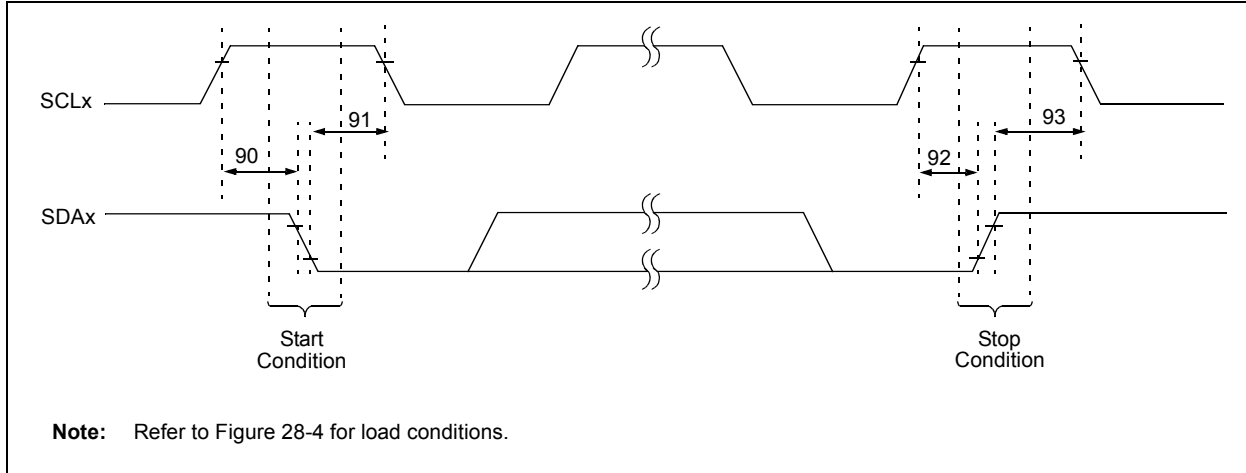 SCLx
91
93
90
92
SDAx
Start
Condition
Stop
Condition
Note: Refer to Figure 28-4 for load conditions.